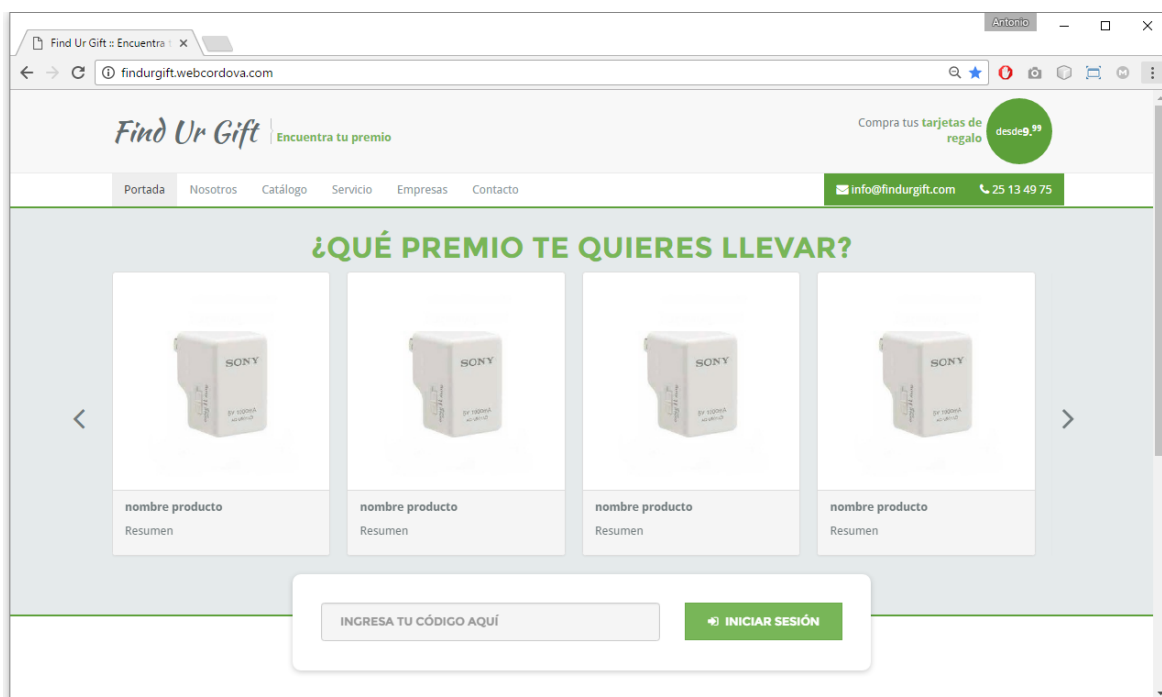 Antonio
Find Ur Gift :: Encuentra t
findurgift.webcordova.com
Find Ur Gift
Encuentra tu premio
Compra tus tarjetas de
regalo
desde9.99
Portada Nosotros Catálogo Servicio Empresas Contacto
info@findurgift.com 25 13 49 75
¿QUÉ PREMIO TE QUIERES LLEVAR?
SONY SONY SONY SONY
nombre producto nombre producto nombre producto nombre producto
Resumen Resumen Resumen Resumen
INGRESA TU CÓDIGO AQUÍ
INICIAR SESIÓN